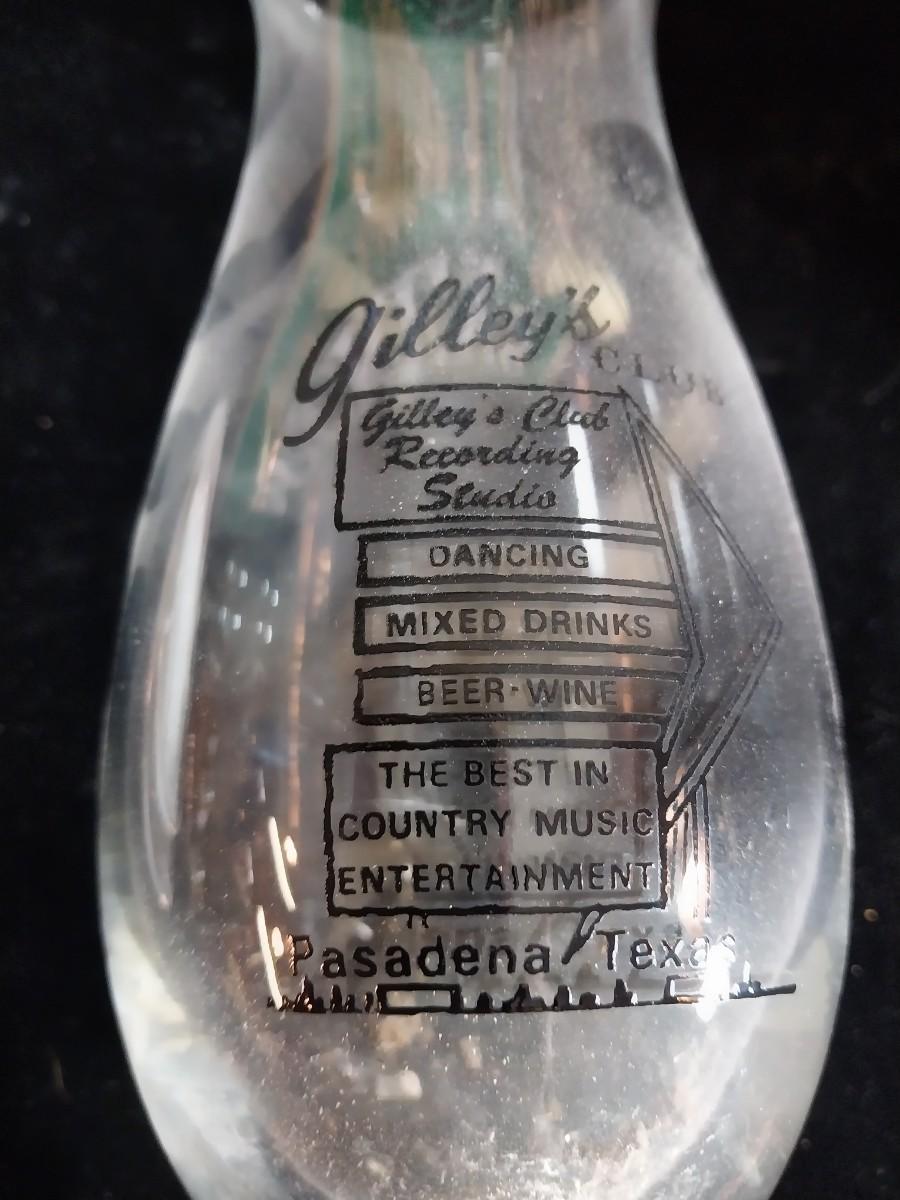 Gilley's
CLUB
Gilley's Club
Recording
Studio
DANCING
MIXED DRINKS
BEER-WINE
THE BEST IN
COUNTRY MUSIC
ENTERTAINMENT
Pasadena Texas